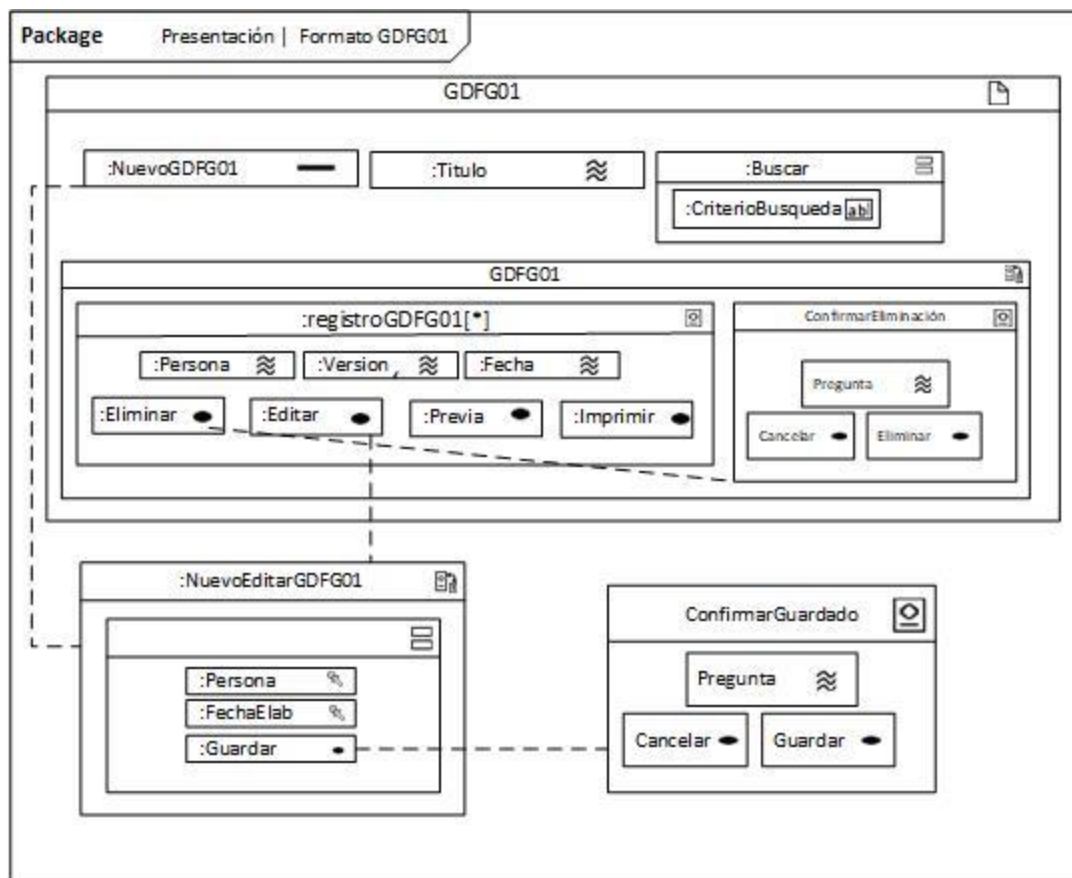 Package Presentación | Formato GDFG01
GDFG01
:NuevoGDFG01
:Titulo
:Buscar
:CriterioBusqueda ab|
GDFG01
:registroGDFG01[*]
:Persona
:Version
:Fecha
:Eliminar
:Editar
:Previa
:Imprimir
ConfirmarEliminación
Pregunta
Cancelar
Eliminar
:NuevoEditarGDFG01
:Persona
:FechaElab
:Guardar
ConfirmarGuardado
Pregunta
Cancelar
Guardar